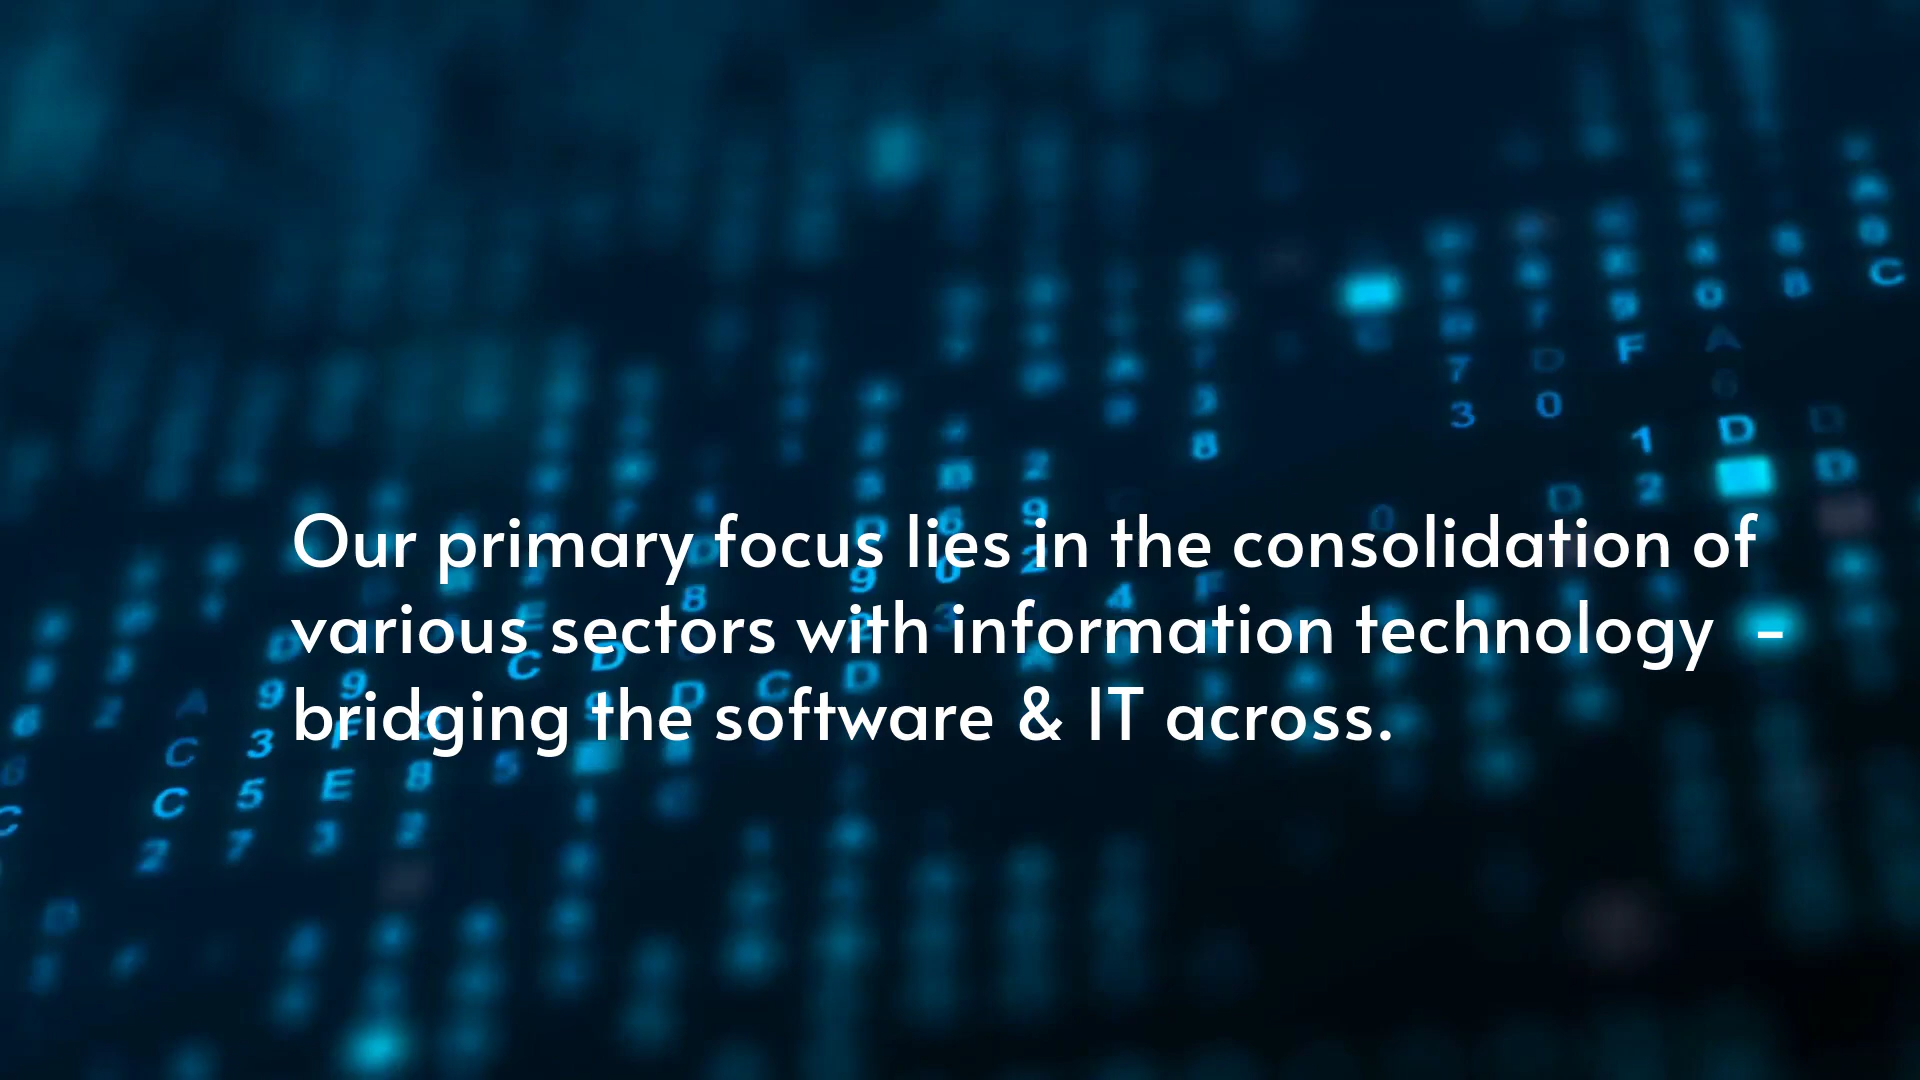 Our primary focus lies in the consolidation of
various sectors with information technology -
bridging the software & IT across.